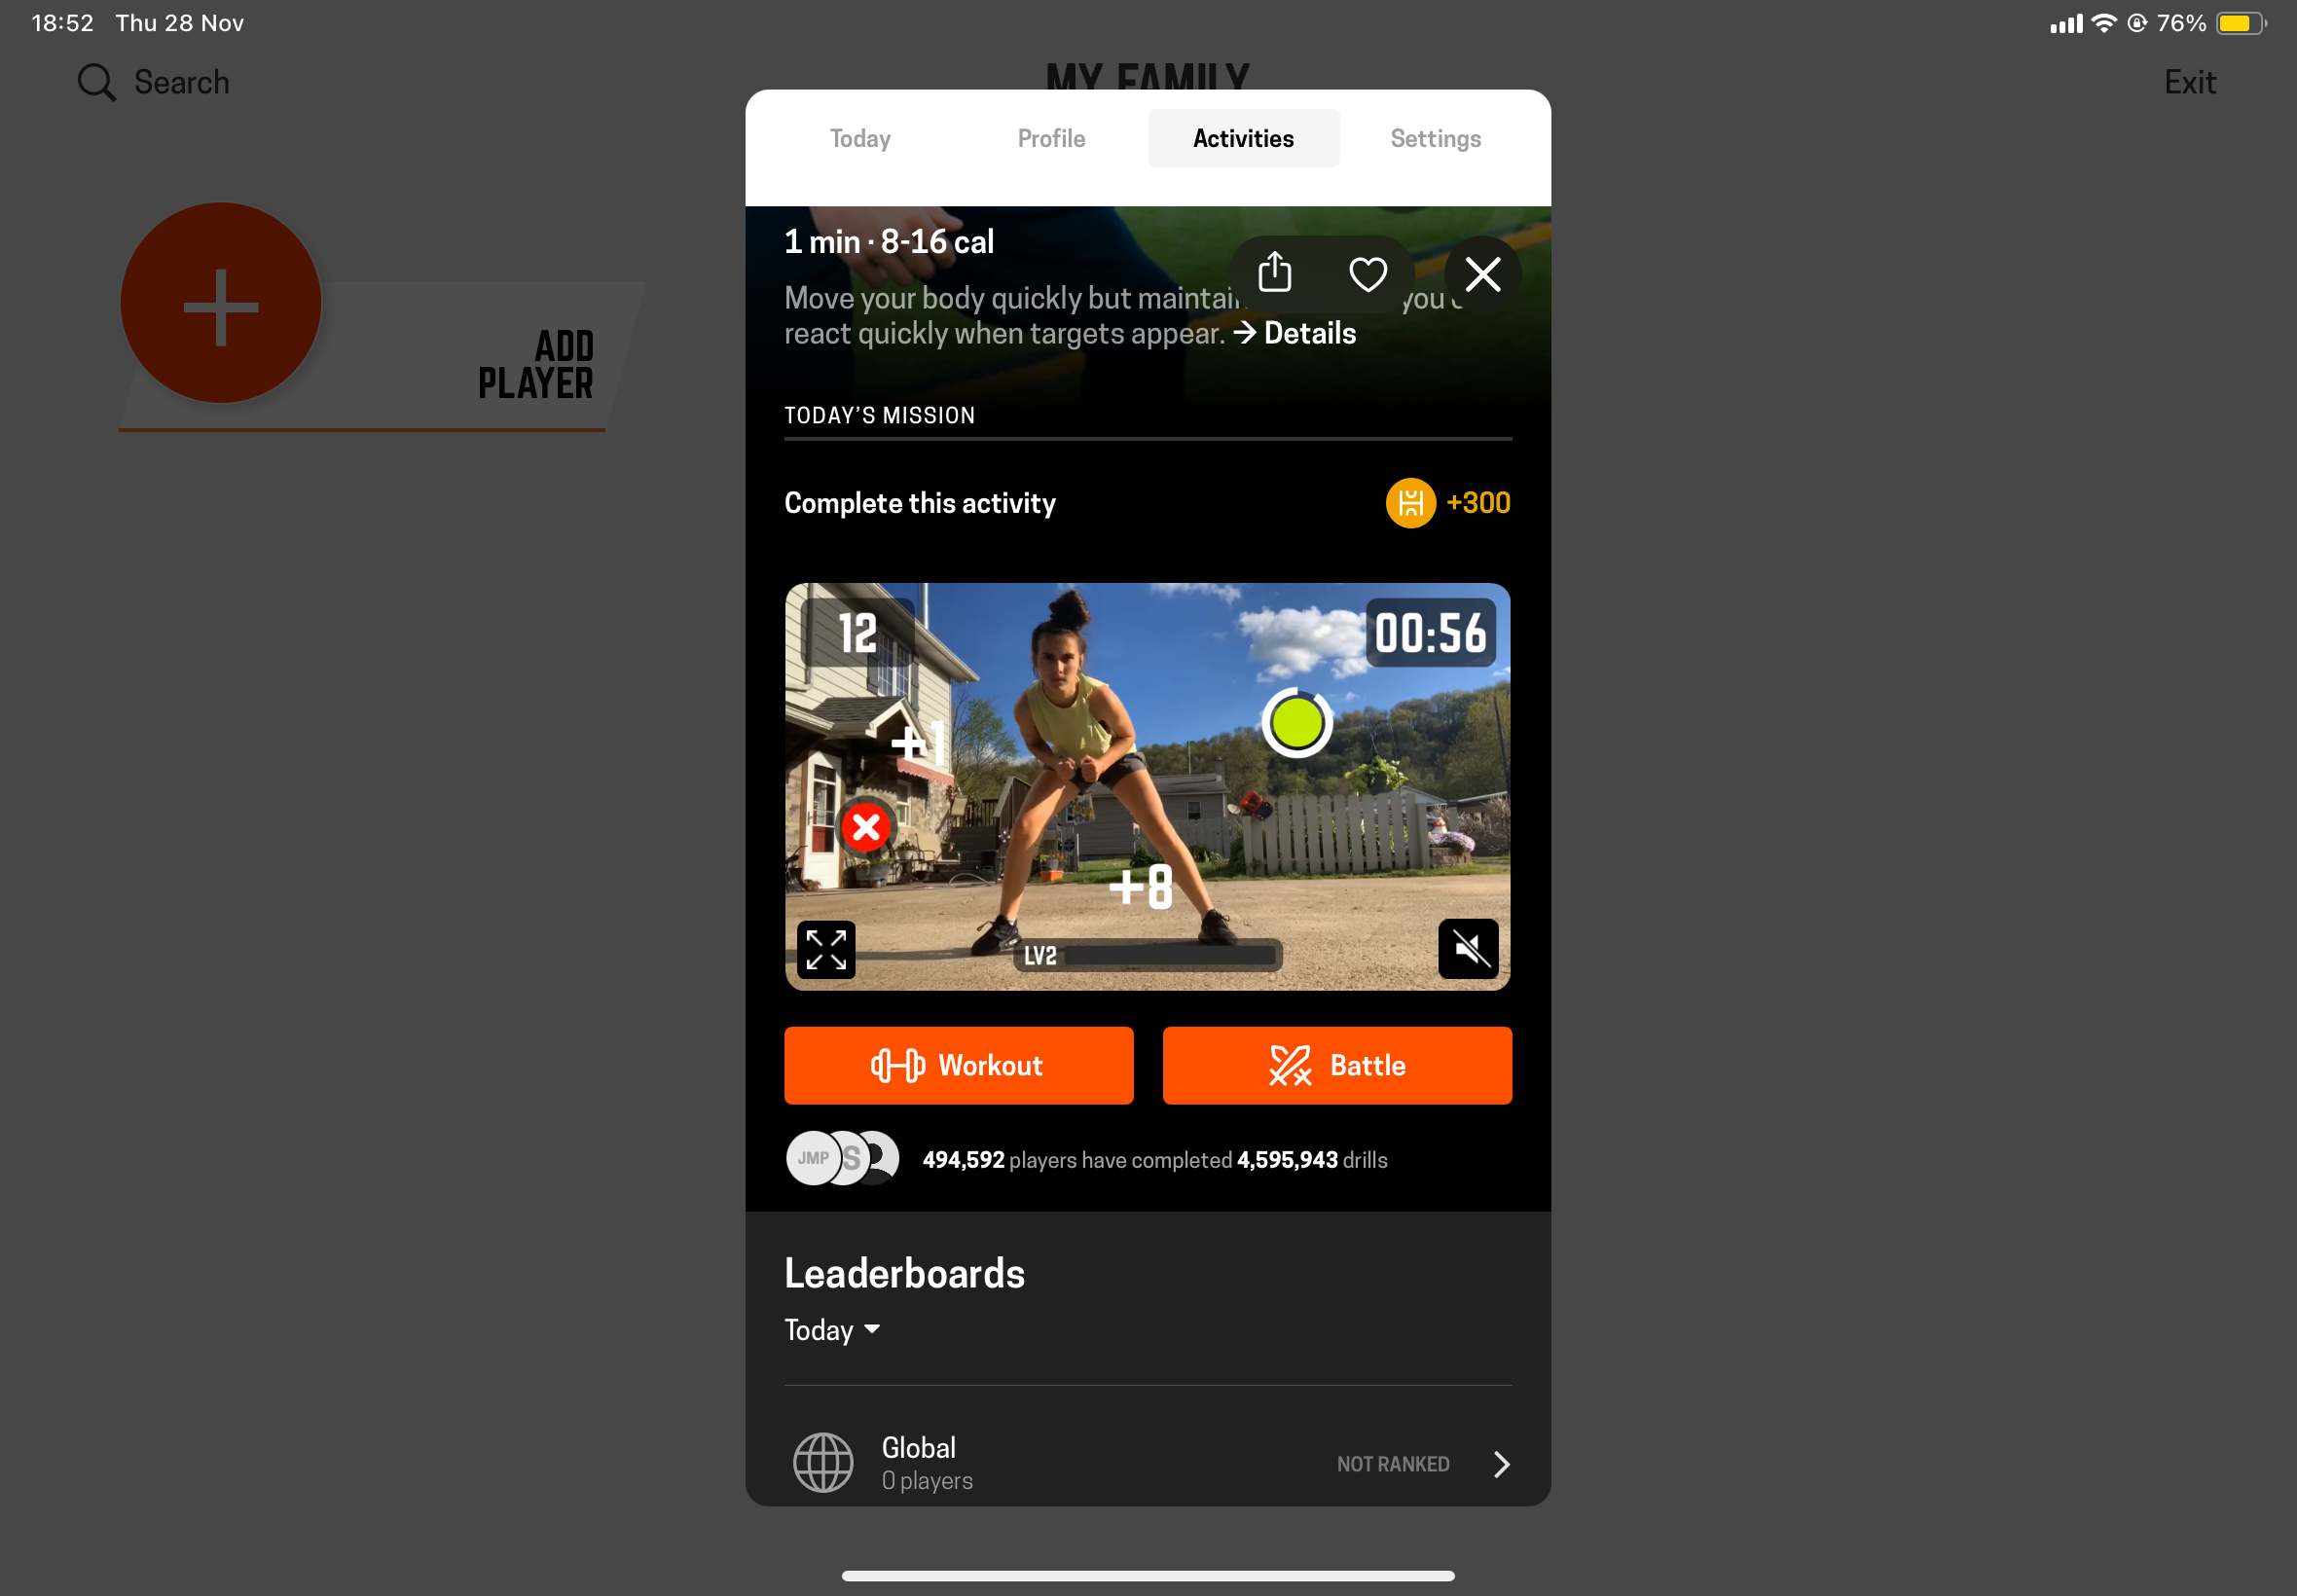 18:52 Thu 28 Nov
76%
Search
MY FAMILY
Exit
Today
Profile
Activities
Settings
ADD
PLAYER
1 min · 8-16 cal
Move your body quickly but maintain you
react quickly when targets appear. → Details
TODAY'S MISSION
Complete this activity
+300
12
00:56
+1
+8
LV2
Workout
Battle
JMP
S
494,592 players have completed 4,595,943 drills
Leaderboards
Today
Global
0 players
NOT RANKED